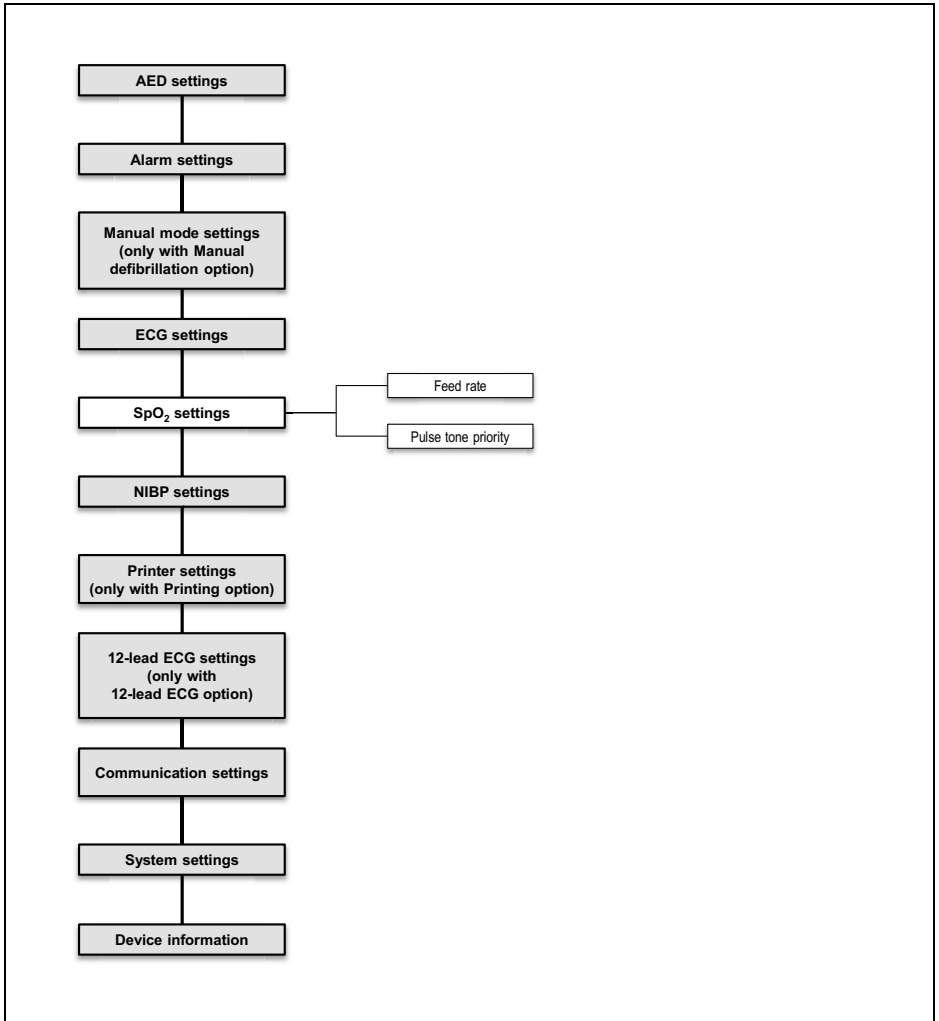 AED settings
Alarm settings
Manual mode settings
(only with Manual
defibrillation option)
ECG settings
SpO₂ settings
Feed rate
Pulse tone priority
NIBP settings
Printer settings
(only with Printing option)
12-lead ECG settings
(only with
12-lead ECG option)
Communication settings
System settings
Device information